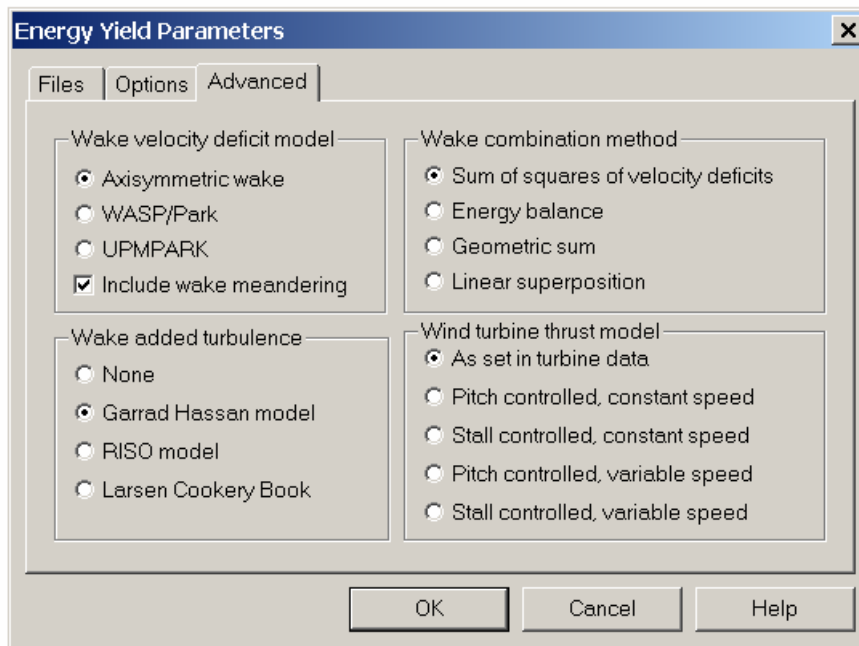 Energy Yield Parameters
Files
Options
Advanced
Wake velocity deficit model
Axisymmetric wake
WASP/Park
UPMPARK
Include wake meandering
Wake combination method
Sum of squares of velocity deficits
Energy balance
Geometric sum
Linear superposition
Wake added turbulence
None
Garrad Hassan model
RISO model
Larsen Cookery Book
Wind turbine thrust model
As set in turbine data
Pitch controlled, constant speed
Stall controlled, constant speed
Pitch controlled, variable speed
Stall controlled, variable speed
OK
Cancel
Help